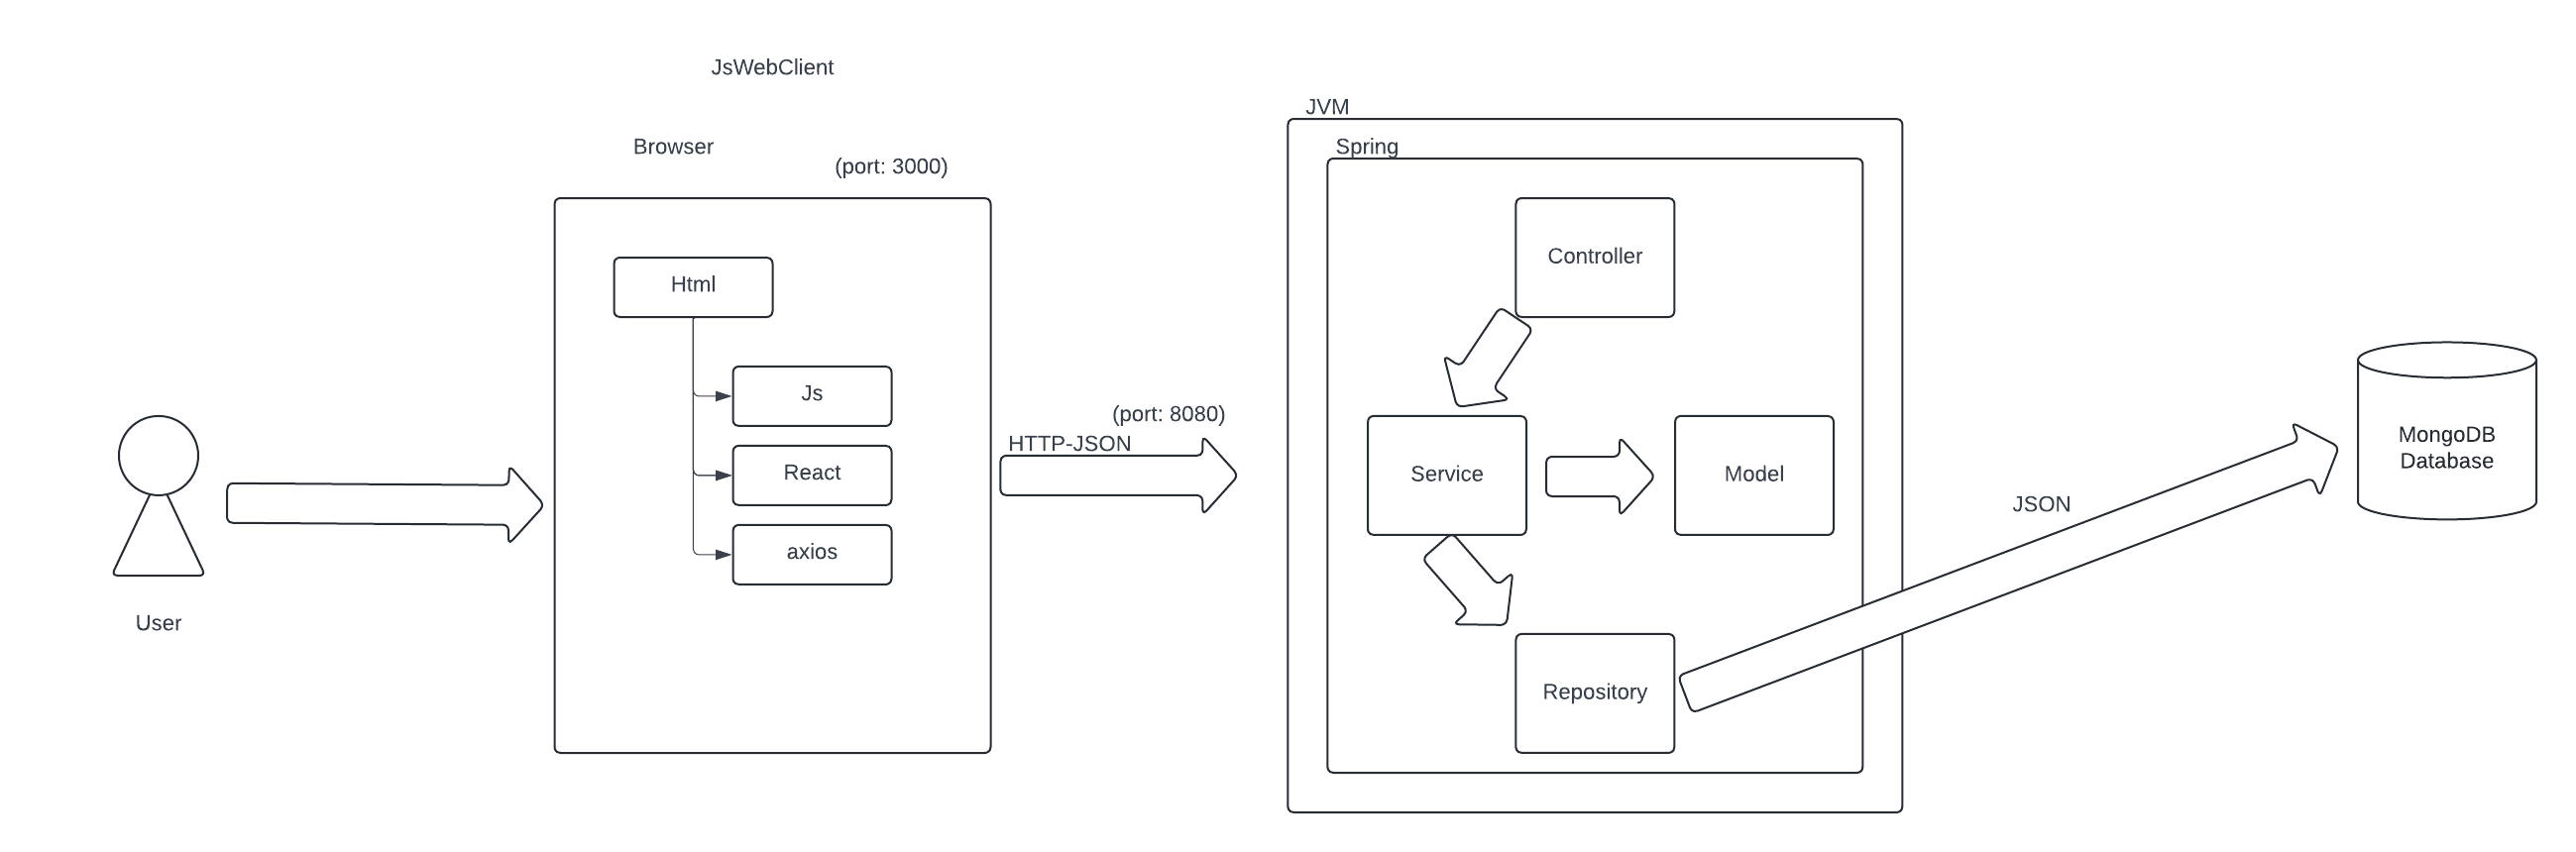 JsWebClient
Browser
(port: 3000)
Html
Js
React
axios
User
(port: 8080)
HTTP-JSON
JVM
Spring
Controller
Service
Model
Repository
JSON
MongoDB
Database